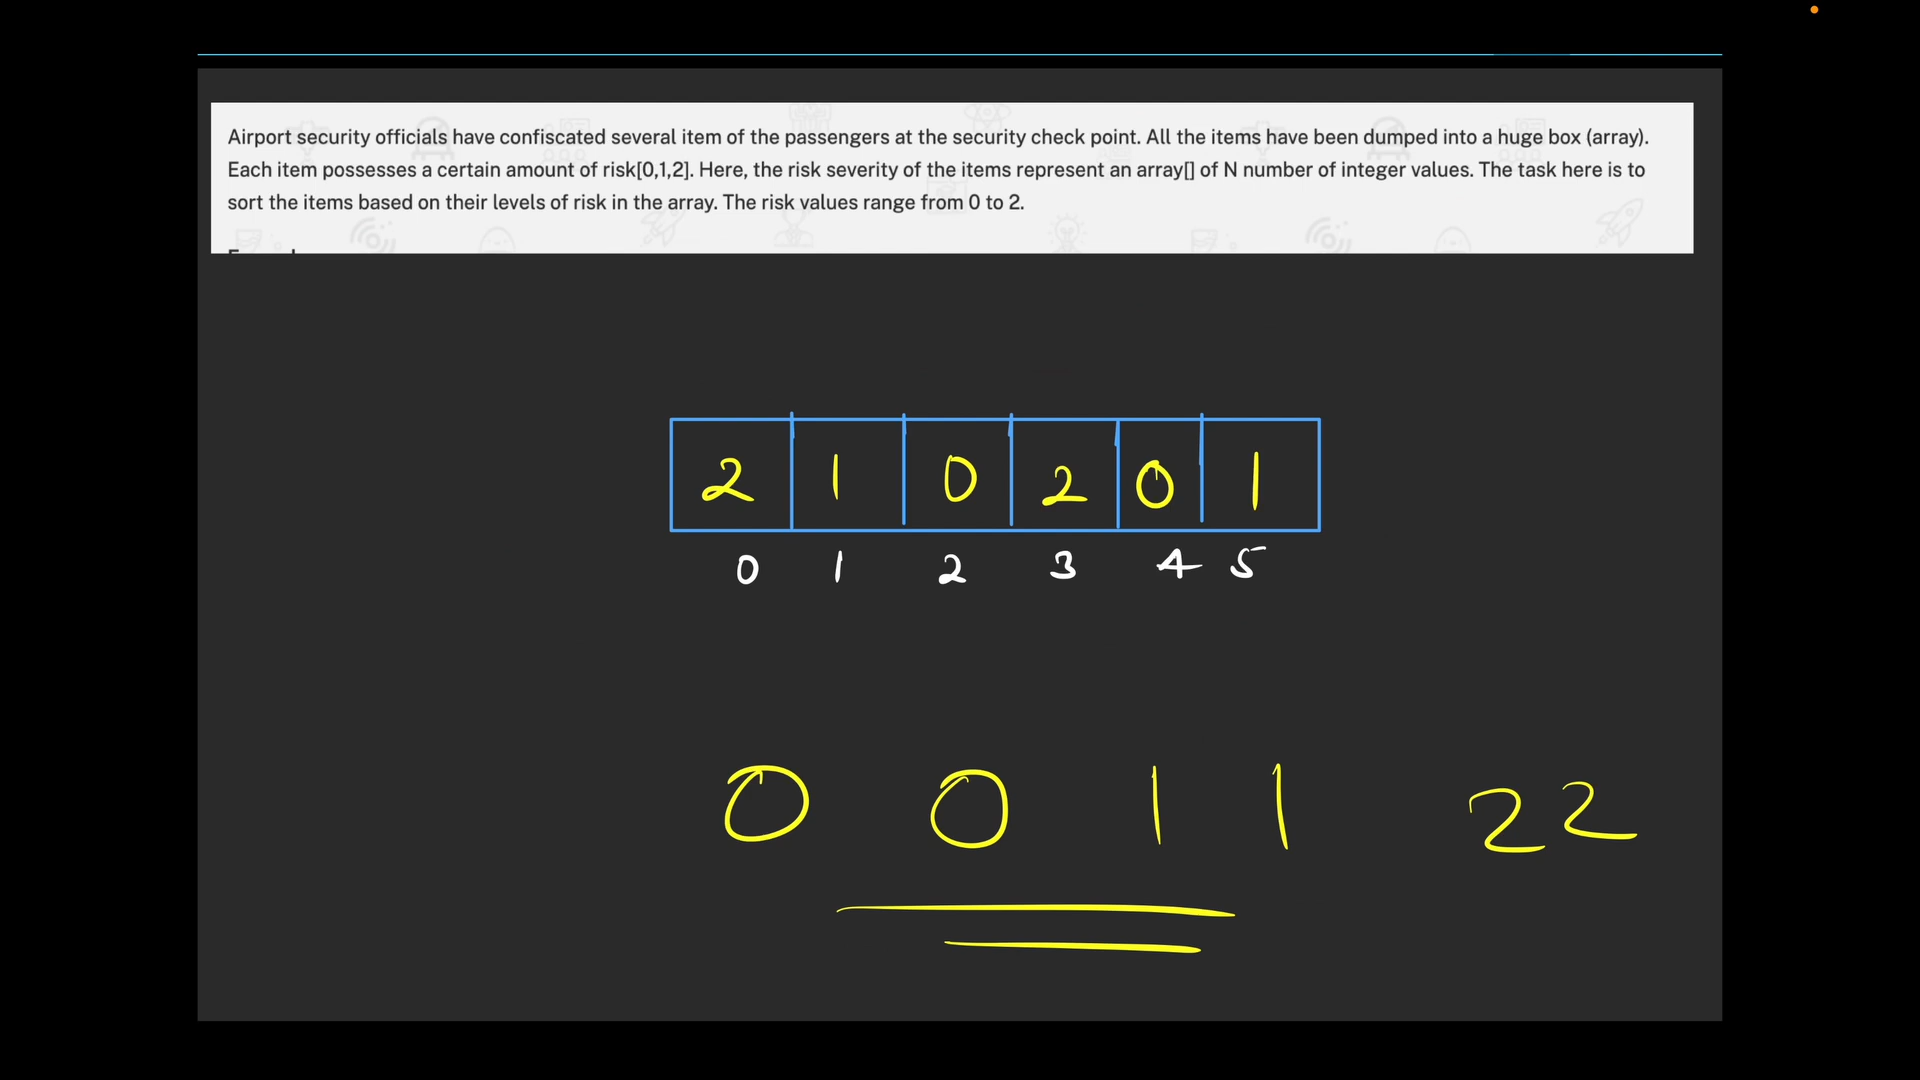 Airport security officials have confiscated several item of the passengers at the security check point. All the items have been dumped into a huge box (array).
Each item possesses a certain amount of risk[0,1,2]. Here, the risk severity of the items represent an array[] of N number of integer values. The task here is to
sort the items based on their levels of risk in the array. The risk values range from 0 to 2.
2 1 0 2 0 1
0 1 2 3 4 5
0 0 1 1 2 2